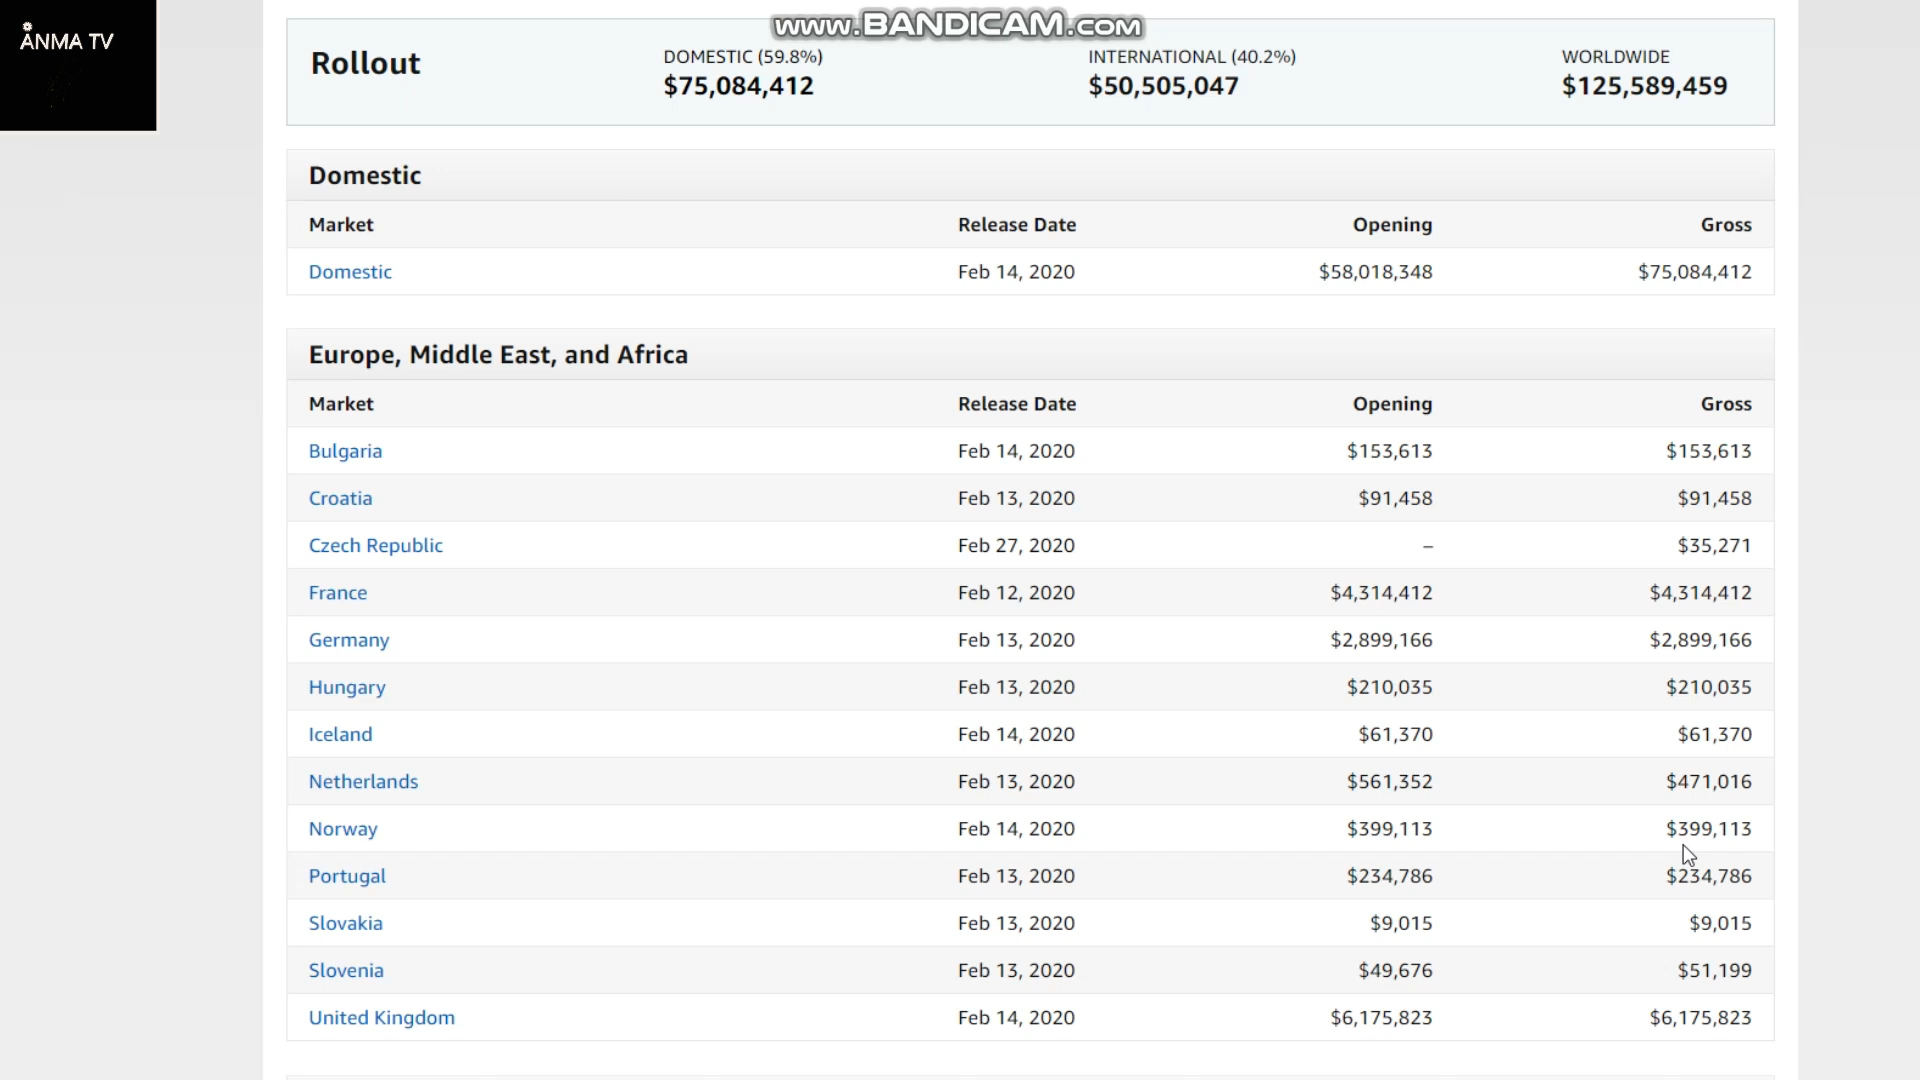 www.BANDICAM.com
ANMA TV
Rollout
DOMESTIC (59.8%)
$75,084,412
INTERNATIONAL (40.2%)
$50,505,047
WORLDWIDE
$125,589,459
Domestic
Market Release Date Opening Gross
Domestic Feb 14, 2020 $58,018,348 $75,084,412
Europe, Middle East, and Africa
Market Release Date Opening Gross
Bulgaria Feb 14, 2020 $153,613 $153,613
Croatia Feb 13, 2020 $91,458 $91,458
Czech Republic Feb 27, 2020 – $35,271
France Feb 12, 2020 $4,314,412 $4,314,412
Germany Feb 13, 2020 $2,899,166 $2,899,166
Hungary Feb 13, 2020 $210,035 $210,035
Iceland Feb 14, 2020 $61,370 $61,370
Netherlands Feb 13, 2020 $561,352 $471,016
Norway Feb 14, 2020 $399,113 $399,113
Portugal Feb 13, 2020 $234,786 $234,786
Slovakia Feb 13, 2020 $9,015 $9,015
Slovenia Feb 13, 2020 $49,676 $51,199
United Kingdom Feb 14, 2020 $6,175,823 $6,175,823